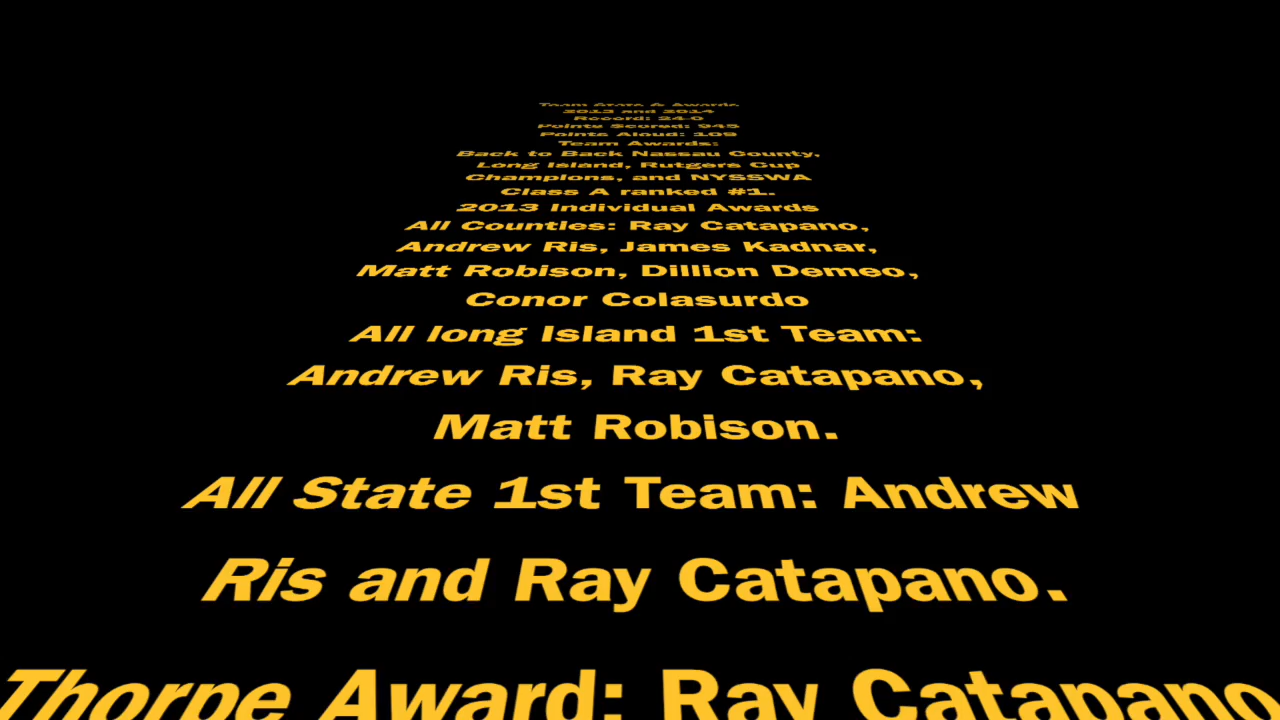 Team Stats & Awards
2013 and 2014
Record: 24-0
Points Scored: 945
Points Aloud: 109
Team Awards:
Back to Back Nassau County,
Long Island, Rutgers Cup
Champions, and NYSSWA
Class A ranked #1.
2013 Individual Awards
All Counties: Ray Catapano,
Andrew Ris, James Kadnar,
Matt Robison, Dillion Demeo,
Conor Colasurdo
All long Island 1st Team:
Andrew Ris, Ray Catapano,
Matt Robison.
All State 1st Team: Andrew
Ris and Ray Catapano.
Thorpe Award: Ray Catapano